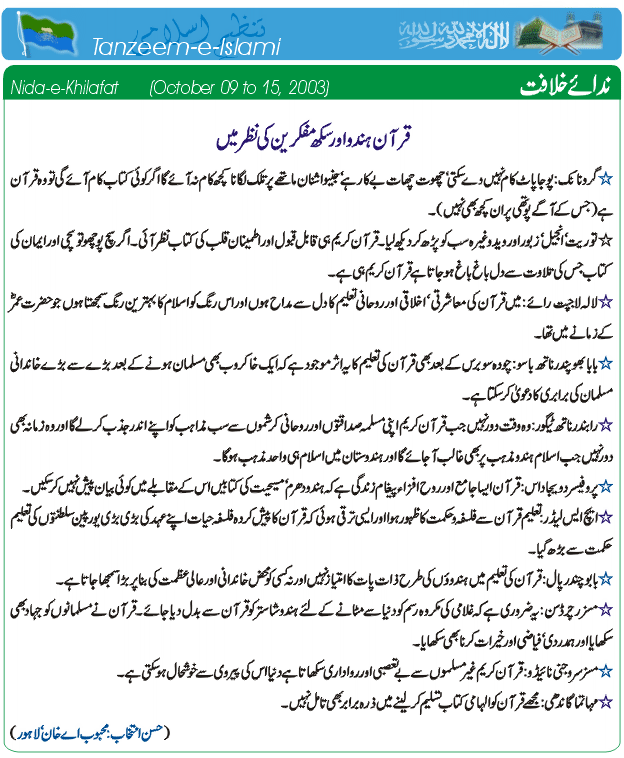 تنظیم اسلامی
Tanzeem-e-Islami
لا الہ الا اللہ محمد رسول اللہ
Nida-e-Khilafat (October 09 to 15, 2003) ندائے خلافت
قرآن ہندو اور سکھ مفکرین کی نظر میں
☆ گرونانک: پوجا پاٹ کام نہیں دے سکتی‘ چھوت چھات بے کار ہے‘ جنیو اشنان ماتھے پر تلک لگانا کچھ کام نہ آئے گا اگر کوئی کتاب کام آئے گی تو وہ قرآن
ہے (جس کے آگے پوتھی پران کچھ بھی نہیں)۔
☆ توریت‘ انجیل‘ زبور اور وید وغیرہ سب کو پڑھ کر دیکھ لیا۔ قرآن کریم ہی قابل قبول اور اطمینان قلب کی کتاب نظر آئی۔ اگر سچ پوچھو تو سچی اور ایمان کی
کتاب جس کی تلاوت سے دل باغ باغ ہو جاتا ہے قرآن کریم ہی ہے۔
☆ لالہ لاجپت رائے: میں قرآن کی معاشرتی‘ اخلاقی اور روحانی تعلیم کا دل سے مداح ہوں اور اس رنگ کو اسلام کا بہترین رنگ سمجھتا ہوں جو حضرت عمرؓ
کے زمانے میں تھا۔
☆ بابا بھوپندر ناتھ باسو: چودہ سو برس کے بعد بھی قرآن کی تعلیم کا یہ اثر موجود ہے کہ ایک خاکروب بھی مسلمان ہونے کے بعد بڑے سے بڑے خاندانی
مسلمان کی برابری کا دعویٰ کر سکتا ہے۔
☆ رابندر ناتھ ٹیگور: وہ وقت دور نہیں جب قرآن کریم اپنی مسلمہ صداقتوں اور روحانی کرشموں سے سب مذاہب کو اپنے اندر جذب کر لے گا اور وہ زمانہ بھی
دور نہیں جب اسلام ہندو مذہب پر بھی غالب آ جائے گا اور ہندوستان میں اسلام ہی واحد مذہب ہوگا۔
☆ پروفیسر دویجاداس: قرآن ایسا جامع اور روح افزاء پیغام زندگی ہے کہ ہندو دھرم‘ مسیحیت کی کتابیں اس کے مقابلے میں کوئی بیان پیش نہیں کر سکیں۔
☆ ایچ ایس لیڈر: تعلیم قرآن سے فلسفہ و حکمت کا ظہور ہوا اور ایسی ترقی ہوئی کہ قرآن کا پیش کردہ فلسفہ حیات اپنے عہد کی بڑی بڑی یورپین سلطنتوں کی تعلیم
حکمت سے بڑھ گیا۔
☆ بابو چندر پال: قرآن کی تعلیم میں ہندوؤں کی طرح ذات پات کا امتیاز نہیں اور نہ کسی کو محض خاندانی اور عالی عظمت کی بنا پر بڑا سمجھا جاتا ہے۔
☆ مسز رچرڈسن: یہ ضروری ہے کہ غلامی کی مکروہ رسم کو دنیا سے مٹانے کے لئے ہندو شاستر کو قرآن سے بدل دیا جائے۔ قرآن نے مسلمانوں کو جہاد بھی
سکھایا اور ہمدردی‘ فیاضی اور خیرات کرنا بھی سکھایا۔
☆ مسز سروجنی نائیڈو: قرآن کریم غیر مسلموں سے بے تعصبی اور رواداری سکھاتا ہے دنیا اس کی پیروی سے خوشحال ہو سکتی ہے۔
☆ مہاتما گاندھی: مجھے قرآن کو الہامی کتاب تسلیم کر لینے میں ذرہ برابر بھی تامل نہیں۔
(حسن انتخاب: محبوب اے خان‘ لاہور)